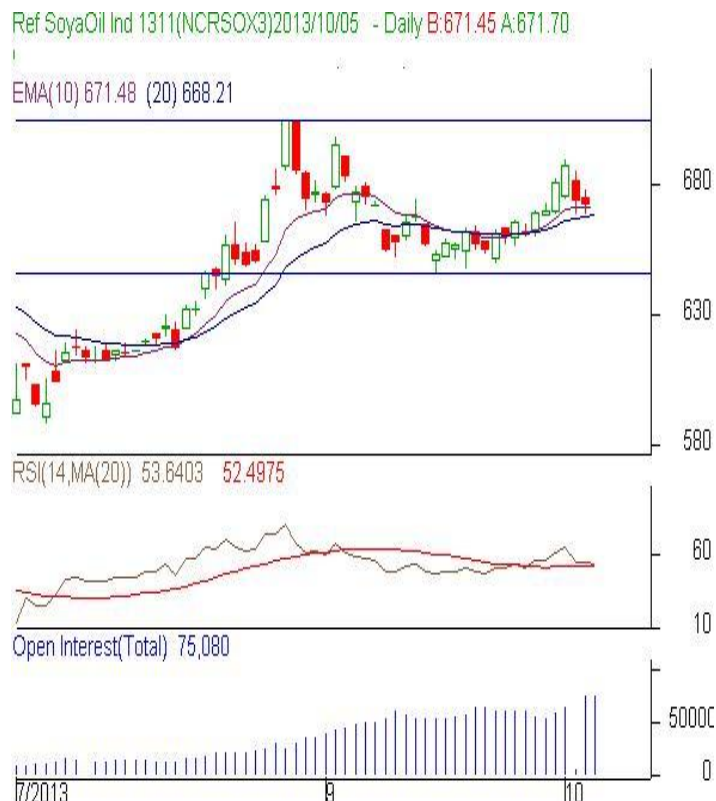 Ref SoyaOil Ind 1311(NCRSOX3)2013/10/05 - Daily B:671.45 A:671.70
EMA(10) 671.48 (20) 668.21
680
630
580
RSI(14,MA(20)) 53.6403 52.4975
60
10
Open Interest(Total) 75,080
50000
0
7/2013 9 10